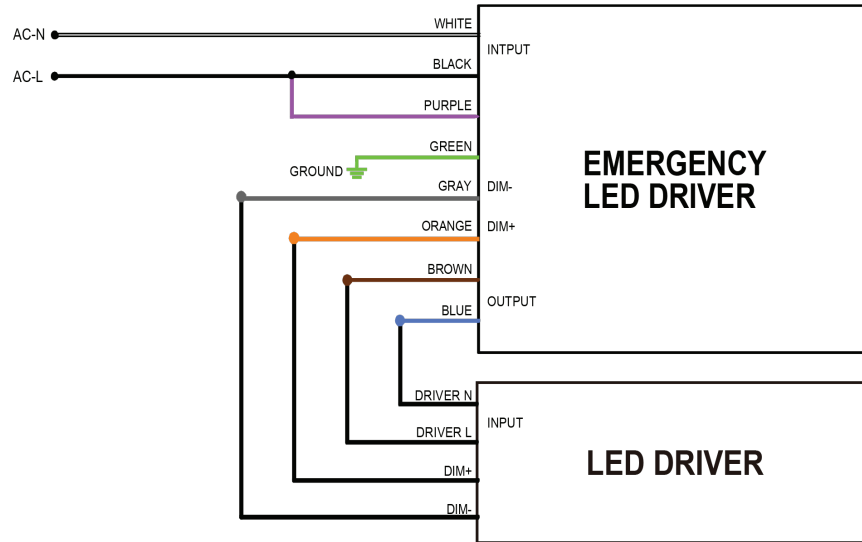 WHITE
AC-N
INTPUT
BLACK
AC-L
PURPLE
GREEN
GROUND
EMERGENCY
LED DRIVER
GRAY
DIM-
ORANGE
DIM+
BROWN
OUTPUT
BLUE
DRIVER N
INPUT
DRIVER L
LED DRIVER
DIM+
DIM-